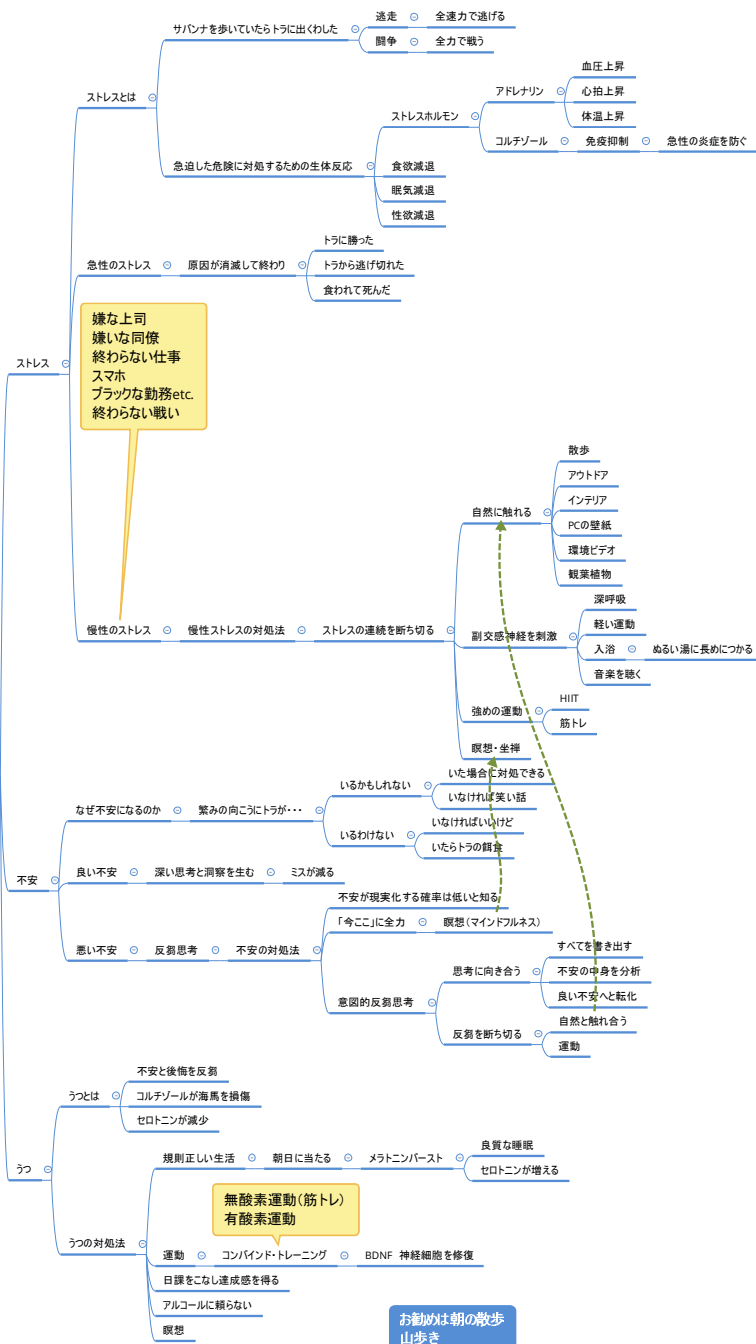 サバンナを歩いていたらトラに出くわした
逃走
全速力で逃げる
闘争
全力で戦う
ストレスとは
急迫した危険に対処するための生体反応
ストレスホルモン
アドレナリン
血圧上昇
心拍上昇
体温上昇
コルチゾール
免疫抑制
急性の炎症を防ぐ
食欲減退
眠気減退
性欲減退
急性のストレス
原因が消滅して終わり
トラに勝った
トラから逃げ切れた
食われて死んだ
嫌な上司
嫌いな同僚
終わらない仕事
スマホ
ブラックな勤務etc.
終わらない戦い
ストレス
慢性のストレス
慢性ストレスの対処法
ストレスの連続を断ち切る
自然に触れる
散歩
アウトドア
インテリア
PCの壁紙
環境ビデオ
観葉植物
副交感神経を刺激
深呼吸
軽い運動
入浴
ぬるい湯に長めにつかる
音楽を聴く
強めの運動
HIIT
筋トレ
瞑想・坐禅
不安
なぜ不安になるのか
繁みの向こうにトラが・・・
いるかもしれない
いた場合に対処できる
いなければ笑い話
いるわけない
いなければいいけど
いたらトラの餌食
良い不安
深い思考と洞察を生む
ミスが減る
悪い不安
反芻思考
不安の対処法
不安が現実化する確率は低いと知る
「今ここ」に全力
瞑想（マインドフルネス）
意図的反芻思考
思考に向き合う
すべてを書き出す
不安の中身を分析
良い不安へと転化
反芻を断ち切る
自然と触れ合う
運動
うつ
うつとは
不安と後悔を反芻
コルチゾールが海馬を損傷
セロトニンが減少
うつの対処法
規則正しい生活
朝日に当たる
メラトニンバースト
良質な睡眠
セロトニンが増える
無酸素運動（筋トレ）
有酸素運動
運動
コンバインド・トレーニング
BDNF 神経細胞を修復
日課をこなし達成感を得る
アルコールに頼らない
瞑想
お勧めは朝の散歩
山歩き